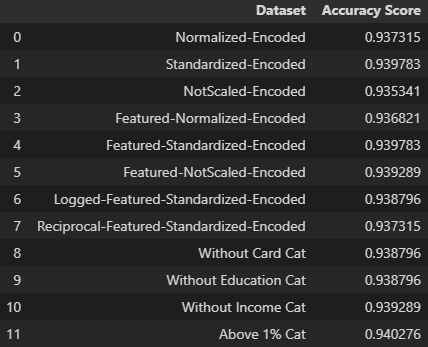 Dataset Accuracy Score
0 Normalized-Encoded 0.937315
1 Standardized-Encoded 0.939783
2 NotScaled-Encoded 0.935341
3 Featured-Normalized-Encoded 0.936821
4 Featured-Standardized-Encoded 0.939783
5 Featured-NotScaled-Encoded 0.939289
6 Logged-Featured-Standardized-Encoded 0.938796
7 Reciprocal-Featured-Standardized-Encoded 0.937315
8 Without Card Cat 0.938796
9 Without Education Cat 0.938796
10 Without Income Cat 0.939289
11 Above 1% Cat 0.940276